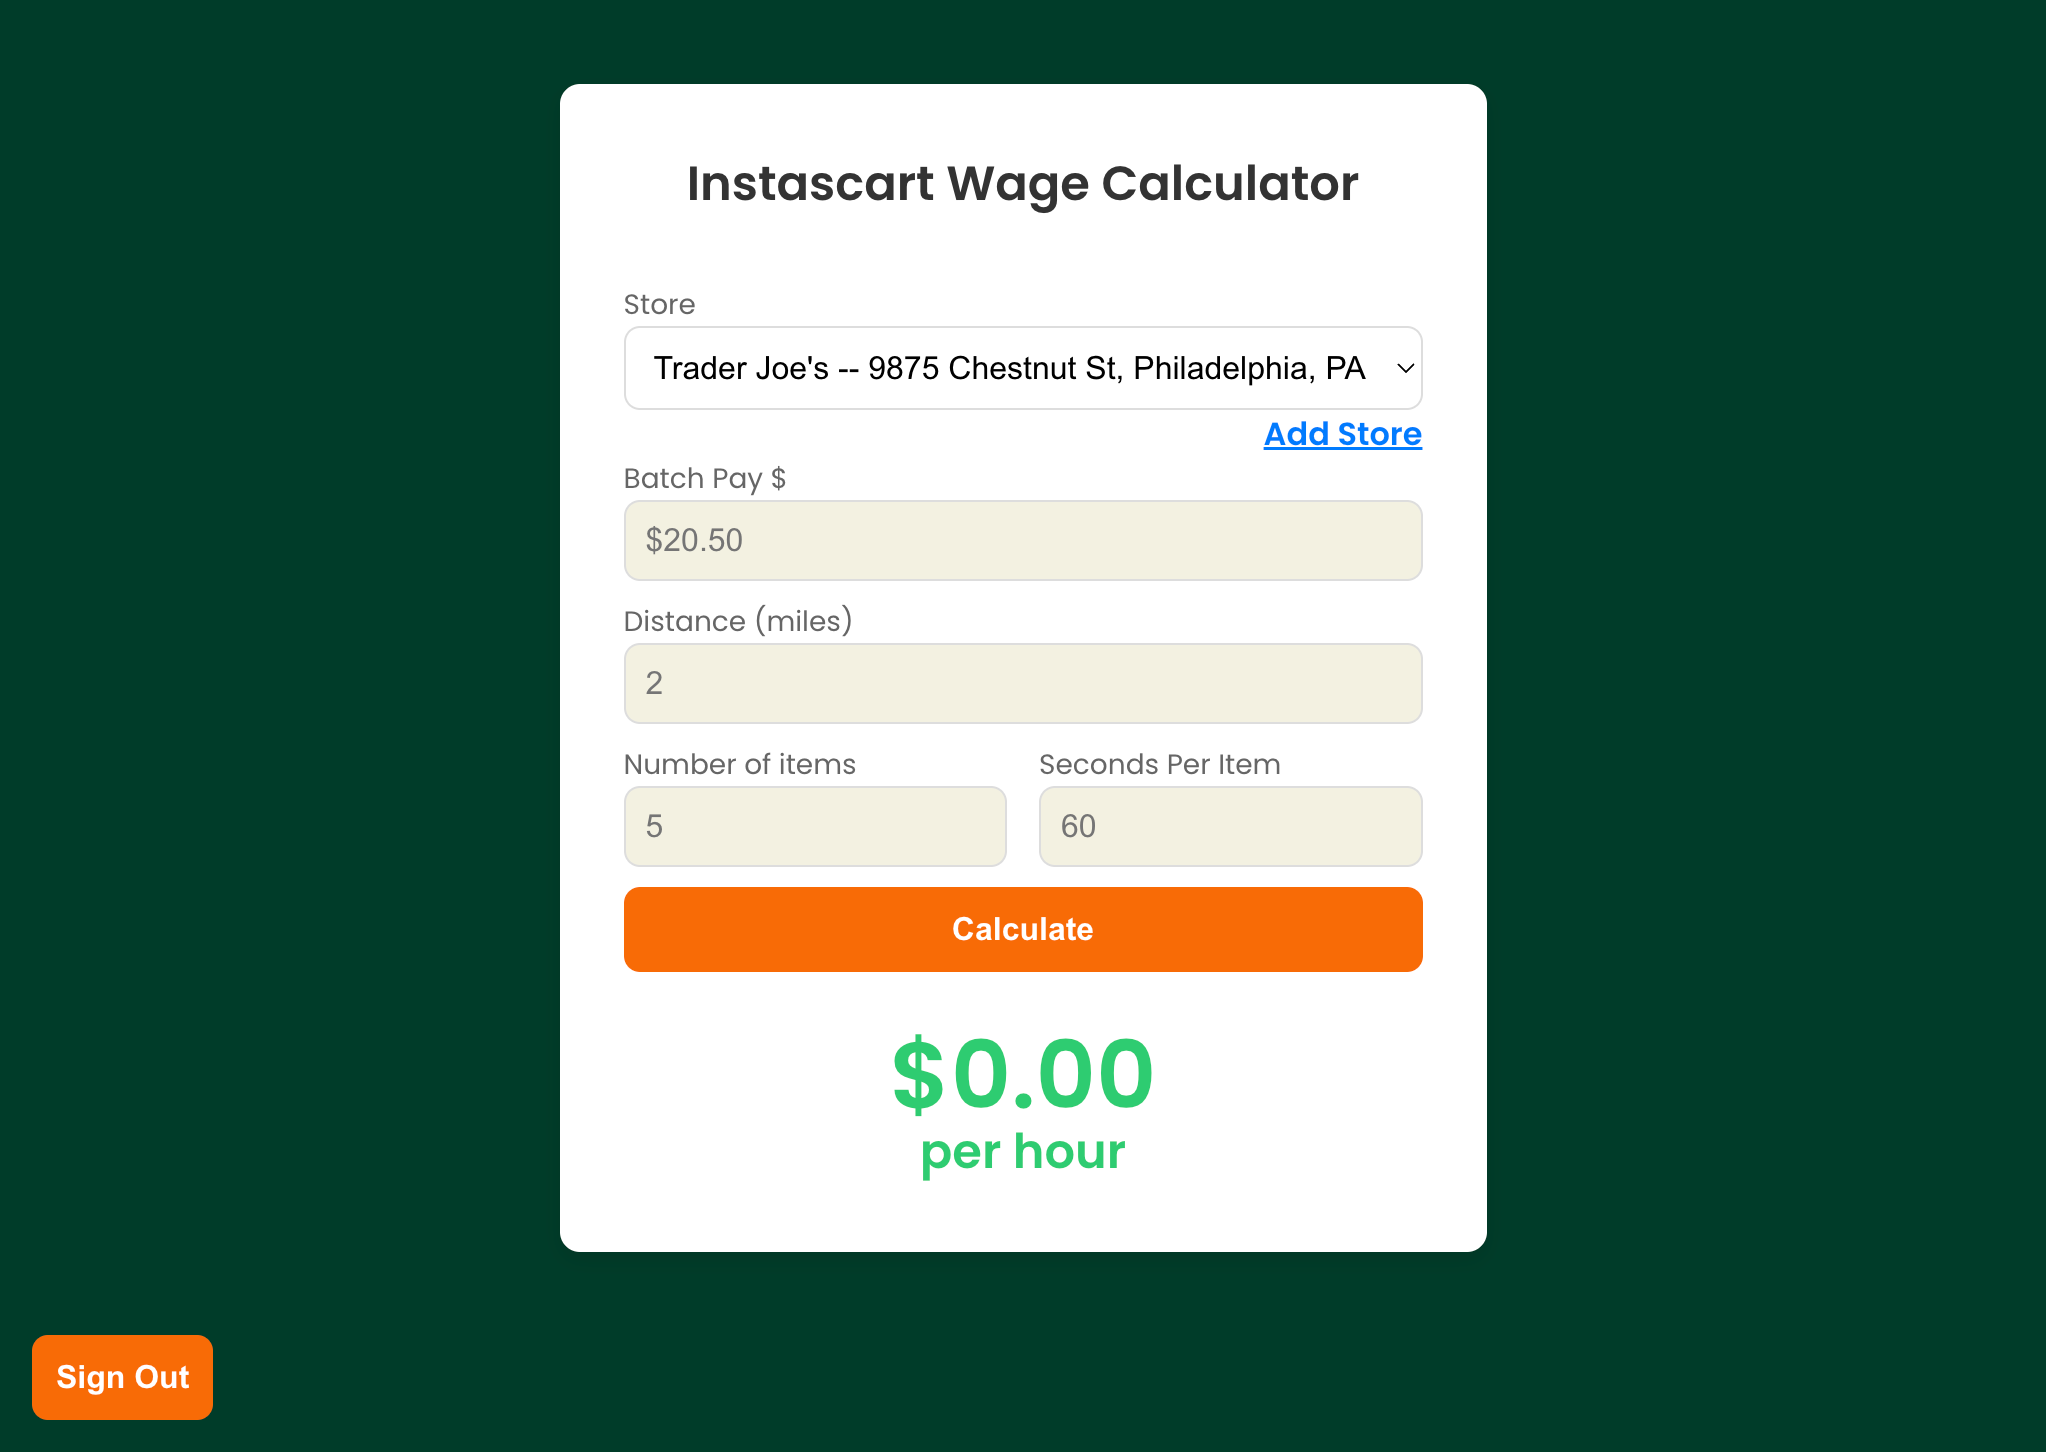 Instascart Wage Calculator
Store
Trader Joe's -- 9875 Chestnut St, Philadelphia, PA
Add Store
Batch Pay $
$20.50
Distance (miles)
2
Number of items
Seconds Per Item
5
60
Calculate
$0.00
per hour
Sign Out